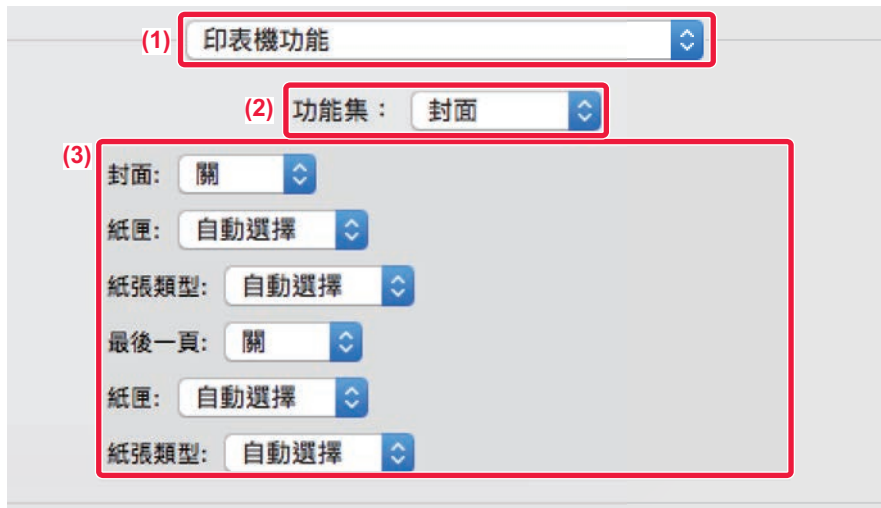 (1) 印表機功能
(2) 功能集： 封面
(3)
封面: 關
紙匣: 自動選擇
紙張類型: 自動選擇
最後一頁: 關
紙匣: 自動選擇
紙張類型: 自動選擇